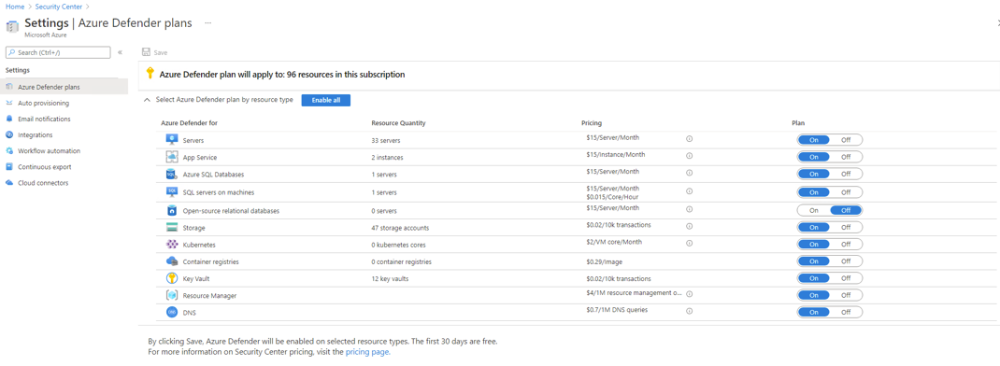 Home > Security Center >
Settings | Azure Defender plans ...
Microsoft Azure
Search (Ctrl+/) «
Settings
Azure Defender plans
Auto provisioning
Email notifications
Integrations
Workflow automation
Continuous export
Cloud connectors
Save
Azure Defender plan will apply to: 96 resources in this subscription
Select Azure Defender plan by resource type Enable all
Azure Defender for Resource Quantity Pricing Plan
Servers 33 servers $15/Server/Month On Off
App Service 2 instances $15/Instance/Month On Off
Azure SQL Databases 1 servers $15/Server/Month On Off
SQL servers on machines 1 servers $15/Server/Month On Off
$0.015/Core/Hour
Open-source relational databases 0 servers $15/Server/Month On Off
Storage 47 storage accounts $0.02/10k transactions On Off
Kubernetes 0 kubernetes cores $2/VM core/Month On Off
Container registries 0 container registries $0.29/Image On Off
Key Vault 12 key vaults $0.02/10k transactions On Off
Resource Manager $4/1M resource management o... On Off
DNS $0.7/1M DNS queries On Off
By clicking Save, Azure Defender will be enabled on selected resource types. The first 30 days are free.
For more information on Security Center pricing, visit the pricing page.